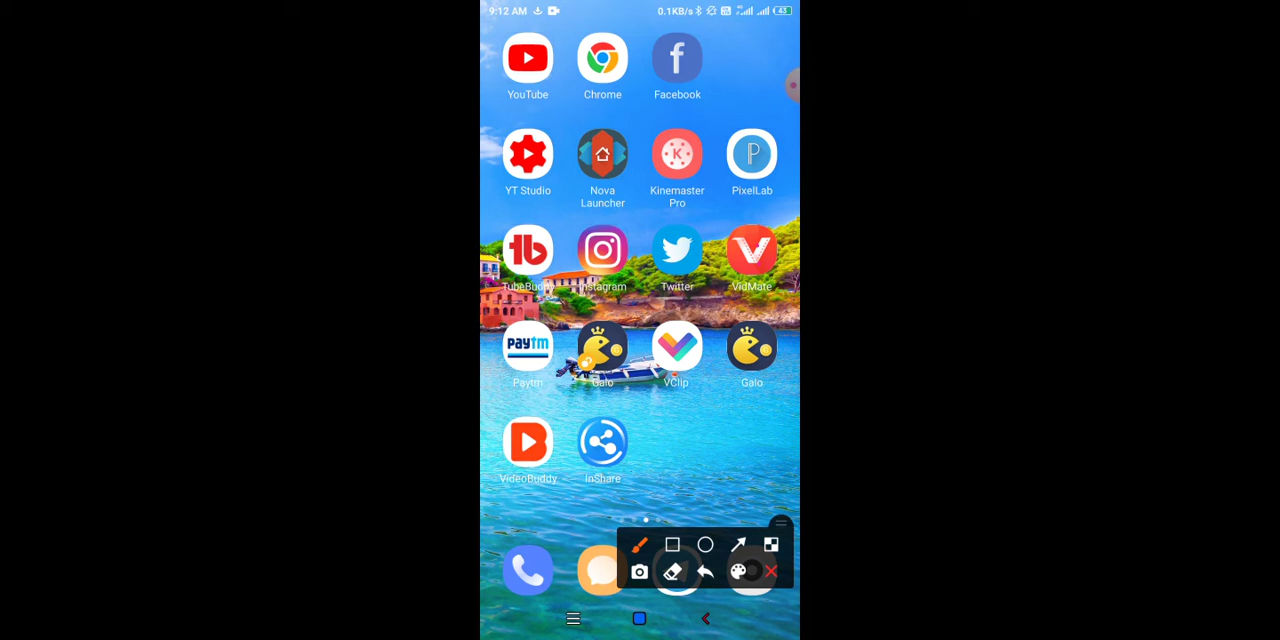 9:12 AM 0.1KB/s 43
YouTube Chrome Facebook
YT Studio Nova Launcher Kinemaster Pro PixelLab
TubeBuddy Instagram Twitter VidMate
Paytm Galo VClip Galo
VideoBuddy InShare